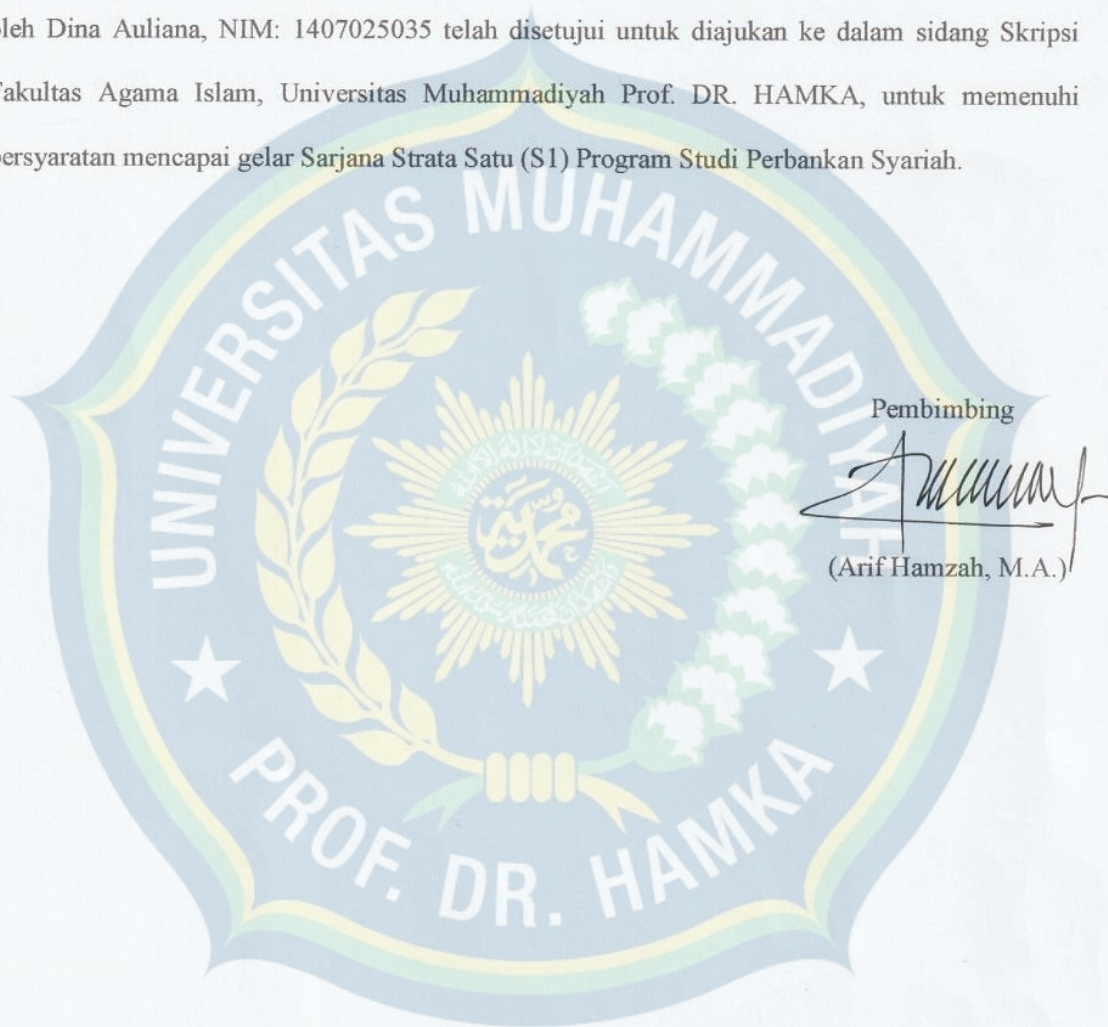 oleh Dina Auliana, NIM: 1407025035 telah disetujui untuk diajukan ke dalam sidang Skripsi
Fakultas Agama Islam, Universitas Muhammadiyah Prof. DR. HAMKA, untuk memenuhi
persyaratan mencapai gelar Sarjana Strata Satu (S1) Program Studi Perbankan Syariah.
UNIVERSITAS MUHAMMADIYAH
Pembimbing
(Arif Hamzah, M.A.)
محمدية
PROF. DR. HAMKA